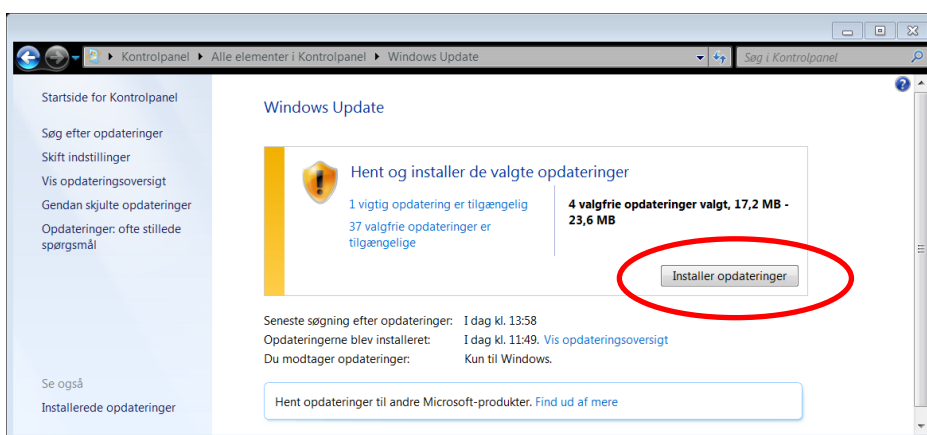 Kontrolpanel ▸ Alle elementer i Kontrolpanel ▸ Windows Update
Søg i Kontrolpanel
Startside for Kontrolpanel
Søg efter opdateringer
Skift indstillinger
Vis opdateringsoversigt
Gendan skjulte opdateringer
Opdateringer: ofte stillede
spørgsmål
Se også
Installerede opdateringer
Windows Update
Hent og installer de valgte opdateringer
1 vigtig opdatering er tilgængelig
37 valgfrie opdateringer er
tilgængelige
4 valgfrie opdateringer valgt, 17,2 MB -
23,6 MB
Installer opdateringer
Seneste søgning efter opdateringer: I dag kl. 13:58
Opdateringerne blev installeret: I dag kl. 11:49. Vis opdateringsoversigt
Du modtager opdateringer: Kun til Windows.
Hent opdateringer til andre Microsoft-produkter. Find ud af mere